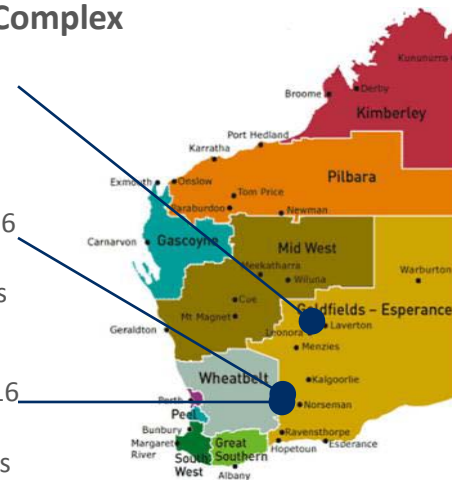 Complex
6
s
16
s
Kununurra
Broome
Derby
Kimberley
Port Hedland
Karratha
Pilbara
Exmouth
Onslow
Tom Price
Paraburdoo
Newman
Carnarvon
Gascoyne
Mid West
Meekatharra
Wiluna
Warburton
Cue
Mt Magnet
Goldfields – Esperance
Geraldton
Leonora
Laverton
Menzies
Wheatbelt
Kalgoorlie
Perth
Norseman
Peel
Bunbury
Ravensthorpe
Margaret
River
South
West
Great
Southern
Hopetoun
Esperance
Albany